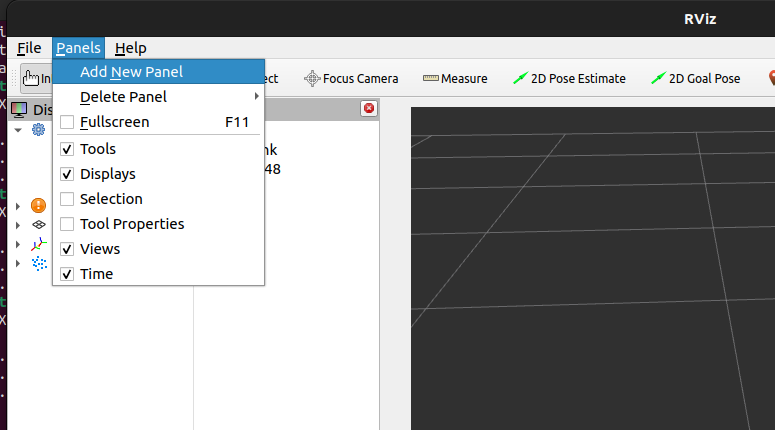 RViz
File Panels Help
In
ct Focus Camera Measure 2D Pose Estimate 2D Goal Pose
Add New Panel
Delete Panel
Fullscreen F11
Tools
Displays
Selection
Tool Properties
Views
Time
Dis
nk
48